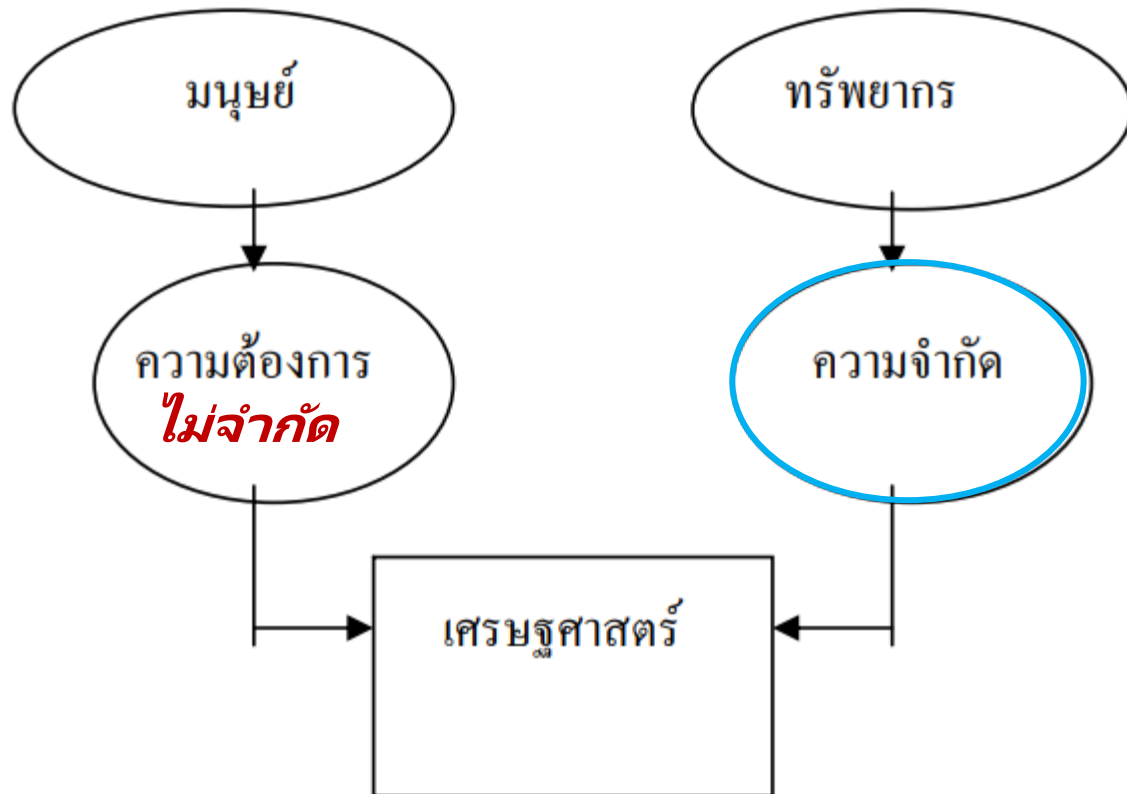 มนุษย์
ทรัพยากร
ความต้องการ
ไม่จำกัด
ความจำกัด
เศรษฐศาสตร์